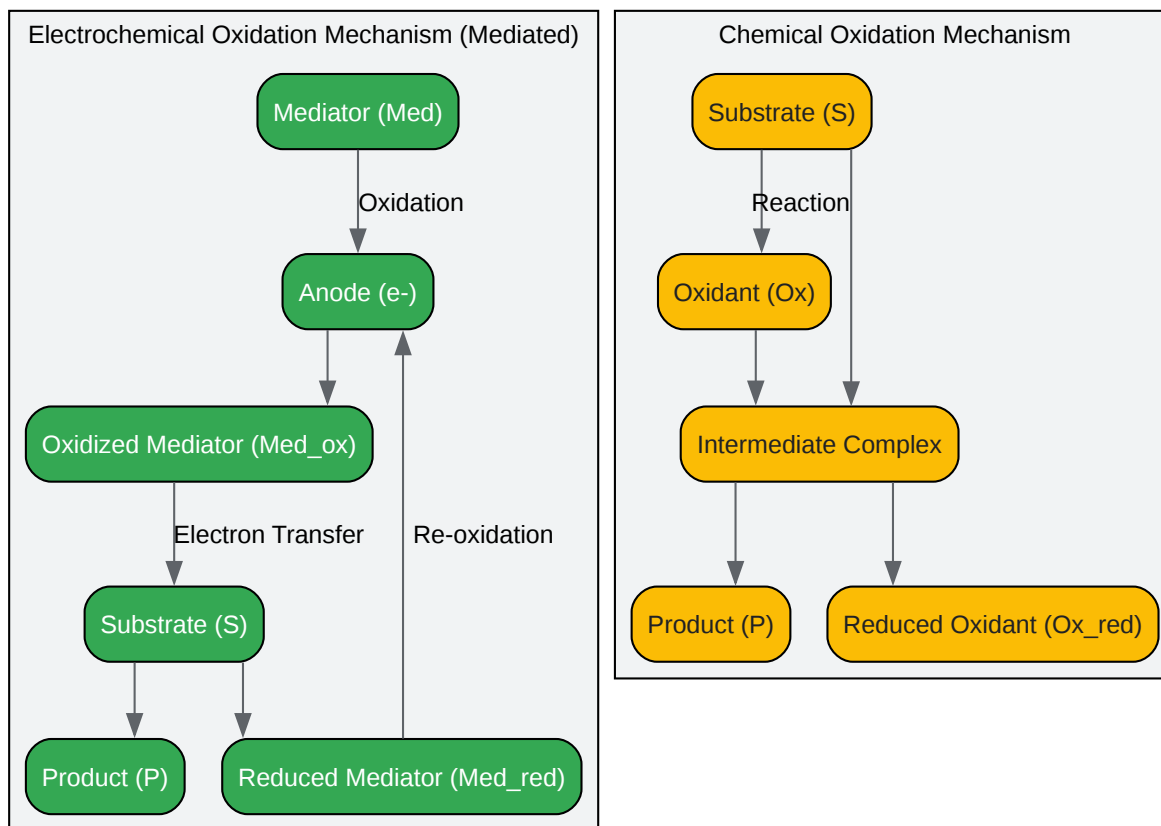 Electrochemical Oxidation Mechanism (Mediated)
Mediator (Med)
Oxidation
Anode (e-)
Oxidized Mediator (Med_ox)
Electron Transfer
Re-oxidation
Substrate (S)
Product (P)
Reduced Mediator (Med_red)
Chemical Oxidation Mechanism
Substrate (S)
Reaction
Oxidant (Ox)
Intermediate Complex
Product (P)
Reduced Oxidant (Ox_red)